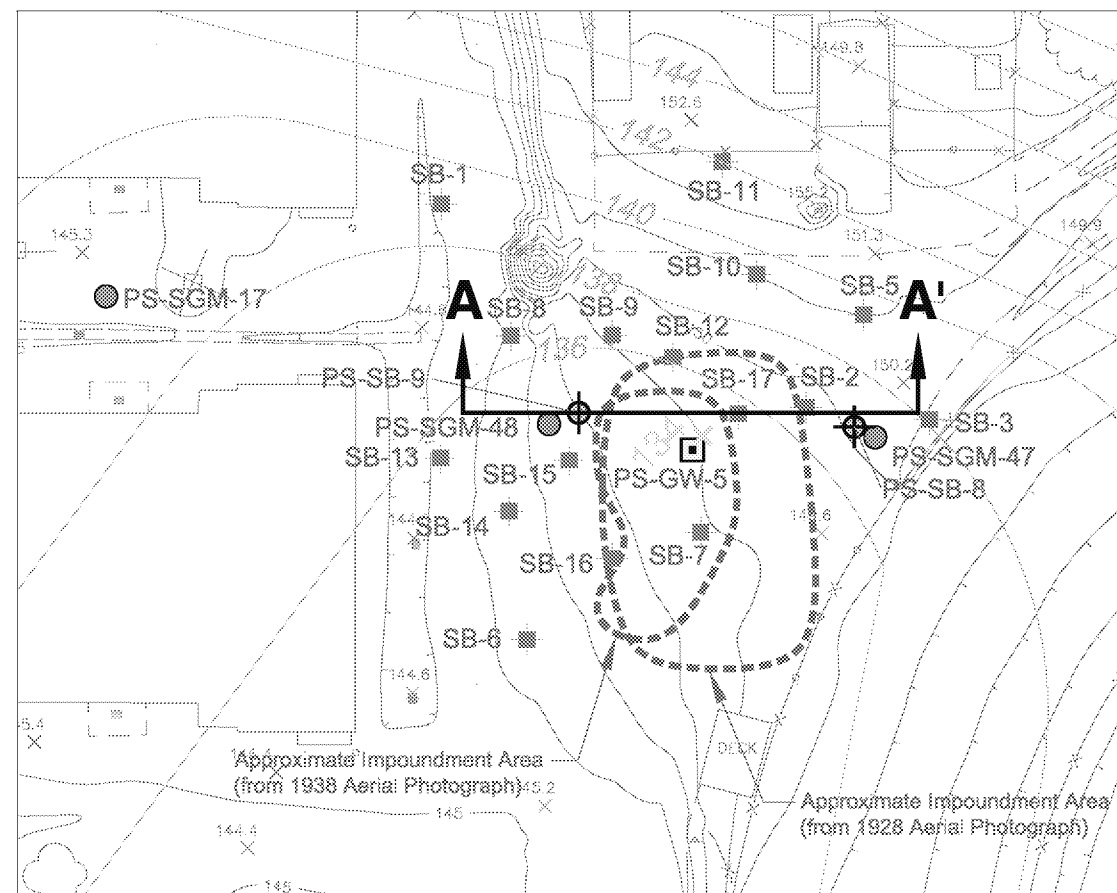 144
149.8
152.6
142
SB-11
SB-1
155.2
140
149.9
145.3
151.3
SB-10
138
SB-5
PS-SGM-17
A
A'
144.8
SB-8
SB-9
SB-12
136
150.2
PS-SB-9
SB-17
SB-2
SB-3
PS-SGM-48
SB-13
SB-15
PS-GW-5
PS-SGM-47
PS-SB-8
SB-14
SB-7
SB-16
SB-6
144.6
DECK
Approximate Impoundment Area
(from 1938 Aerial Photograph)
45.2
145
Approximate Impoundment Area
(from 1928 Aerial Photograph)
144.4
145